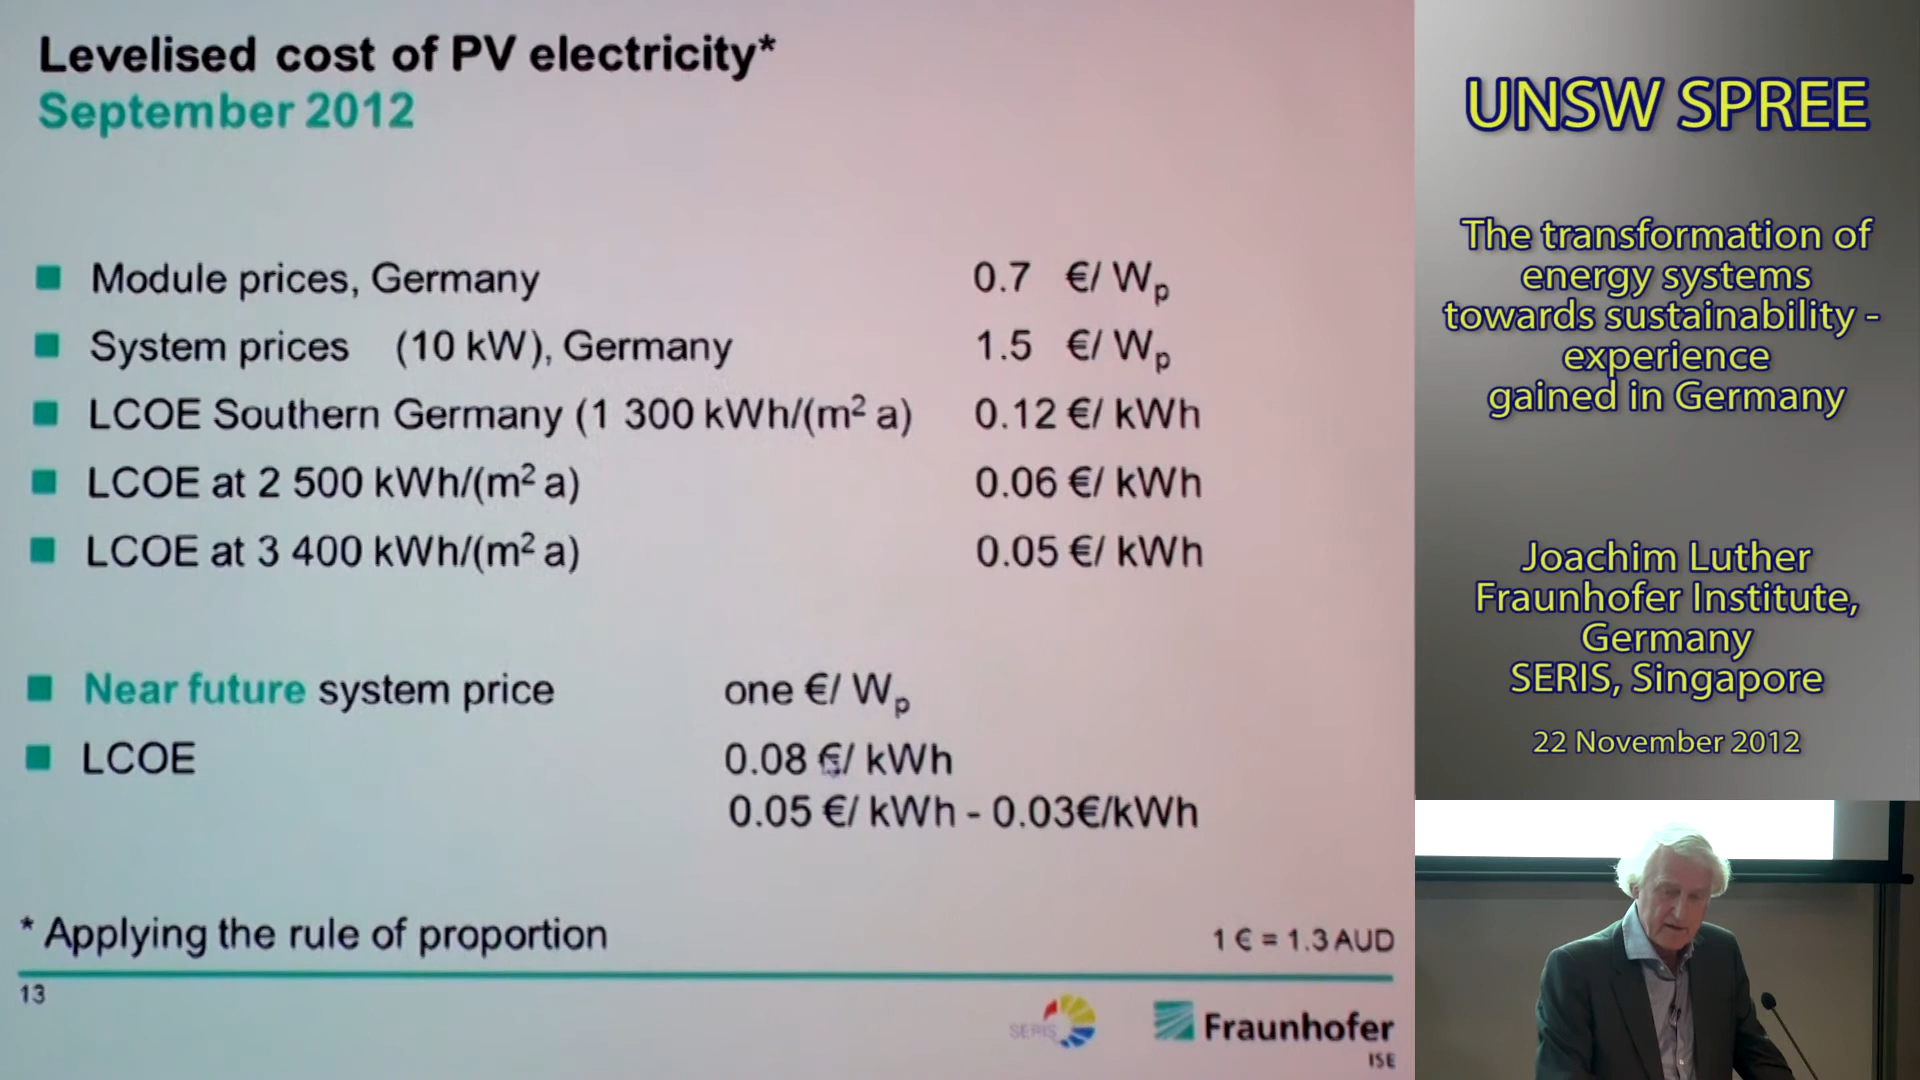 Levelised cost of PV electricity*
September 2012
Module prices, Germany 0.7 €/ Wp
System prices (10 kW), Germany 1.5 €/ Wp
LCOE Southern Germany (1 300 kWh/(m² a) 0.12 €/ kWh
LCOE at 2 500 kWh/(m² a) 0.06 €/ kWh
LCOE at 3 400 kWh/(m² a) 0.05 €/ kWh
Near future system price one €/ Wp
LCOE 0.08 €/ kWh
0.05 €/ kWh - 0.03€/kWh
* Applying the rule of proportion
1 € = 1.3 AUD
13
SERIS
Fraunhofer
ISE
UNSW SPREE
The transformation of
energy systems
towards sustainability -
experience
gained in Germany
Joachim Luther
Fraunhofer Institute,
Germany
SERIS, Singapore
22 November 2012